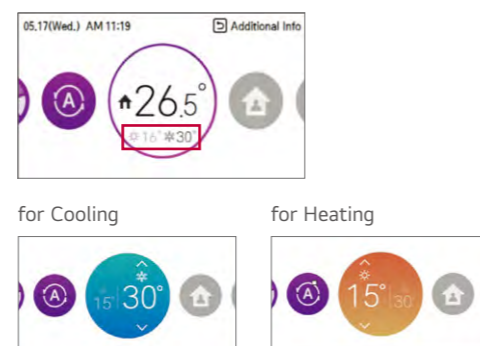 05.17(Wed.) AM 11:19 Additional Info
A 26.5°
16° 30°
for Cooling for Heating
A 15° 30° A 15° 30°